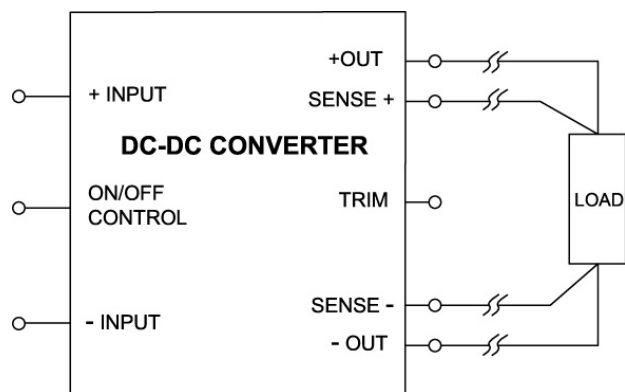 +OUT
+ INPUT
SENSE +
DC-DC CONVERTER
ON/OFF
CONTROL
TRIM
LOAD
SENSE -
- INPUT
- OUT